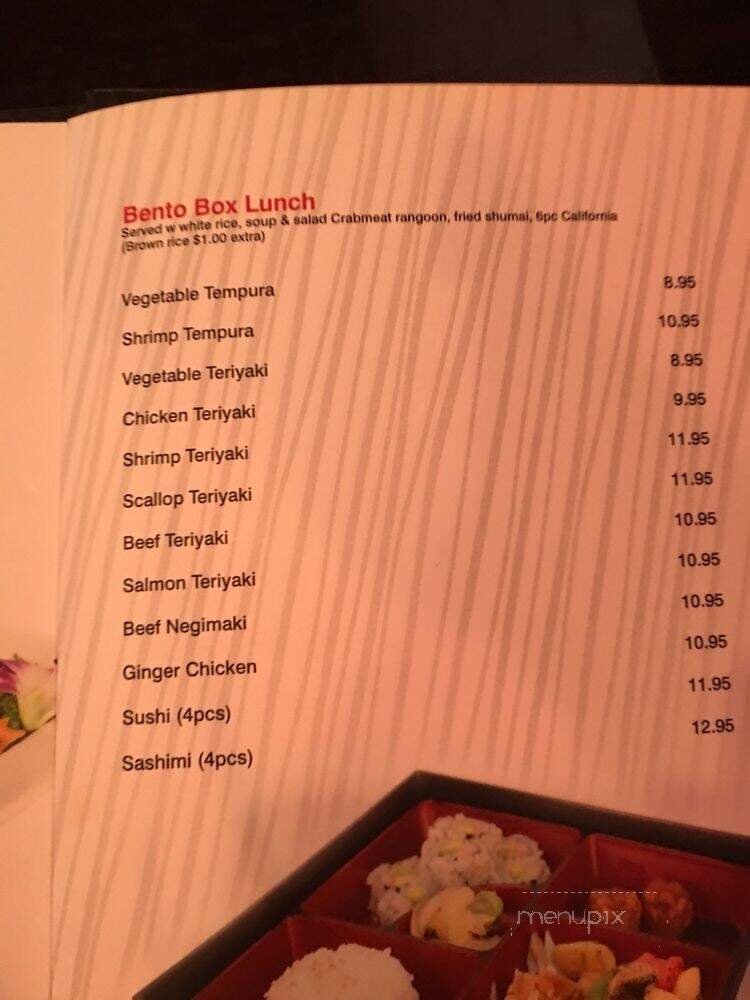 Bento Box Lunch
Served w white rice, soup & salad Crabmeat rangoon, fried shumai, 6pc California
(Brown rice $1.00 extra)
Vegetable Tempura 8.95
Shrimp Tempura 10.95
Vegetable Teriyaki 8.95
Chicken Teriyaki 9.95
Shrimp Teriyaki 11.95
Scallop Teriyaki 11.95
Beef Teriyaki 10.95
Salmon Teriyaki 10.95
Beef Negimaki 10.95
Ginger Chicken 10.95
Sushi (4pcs) 11.95
Sashimi (4pcs) 12.95
menupix